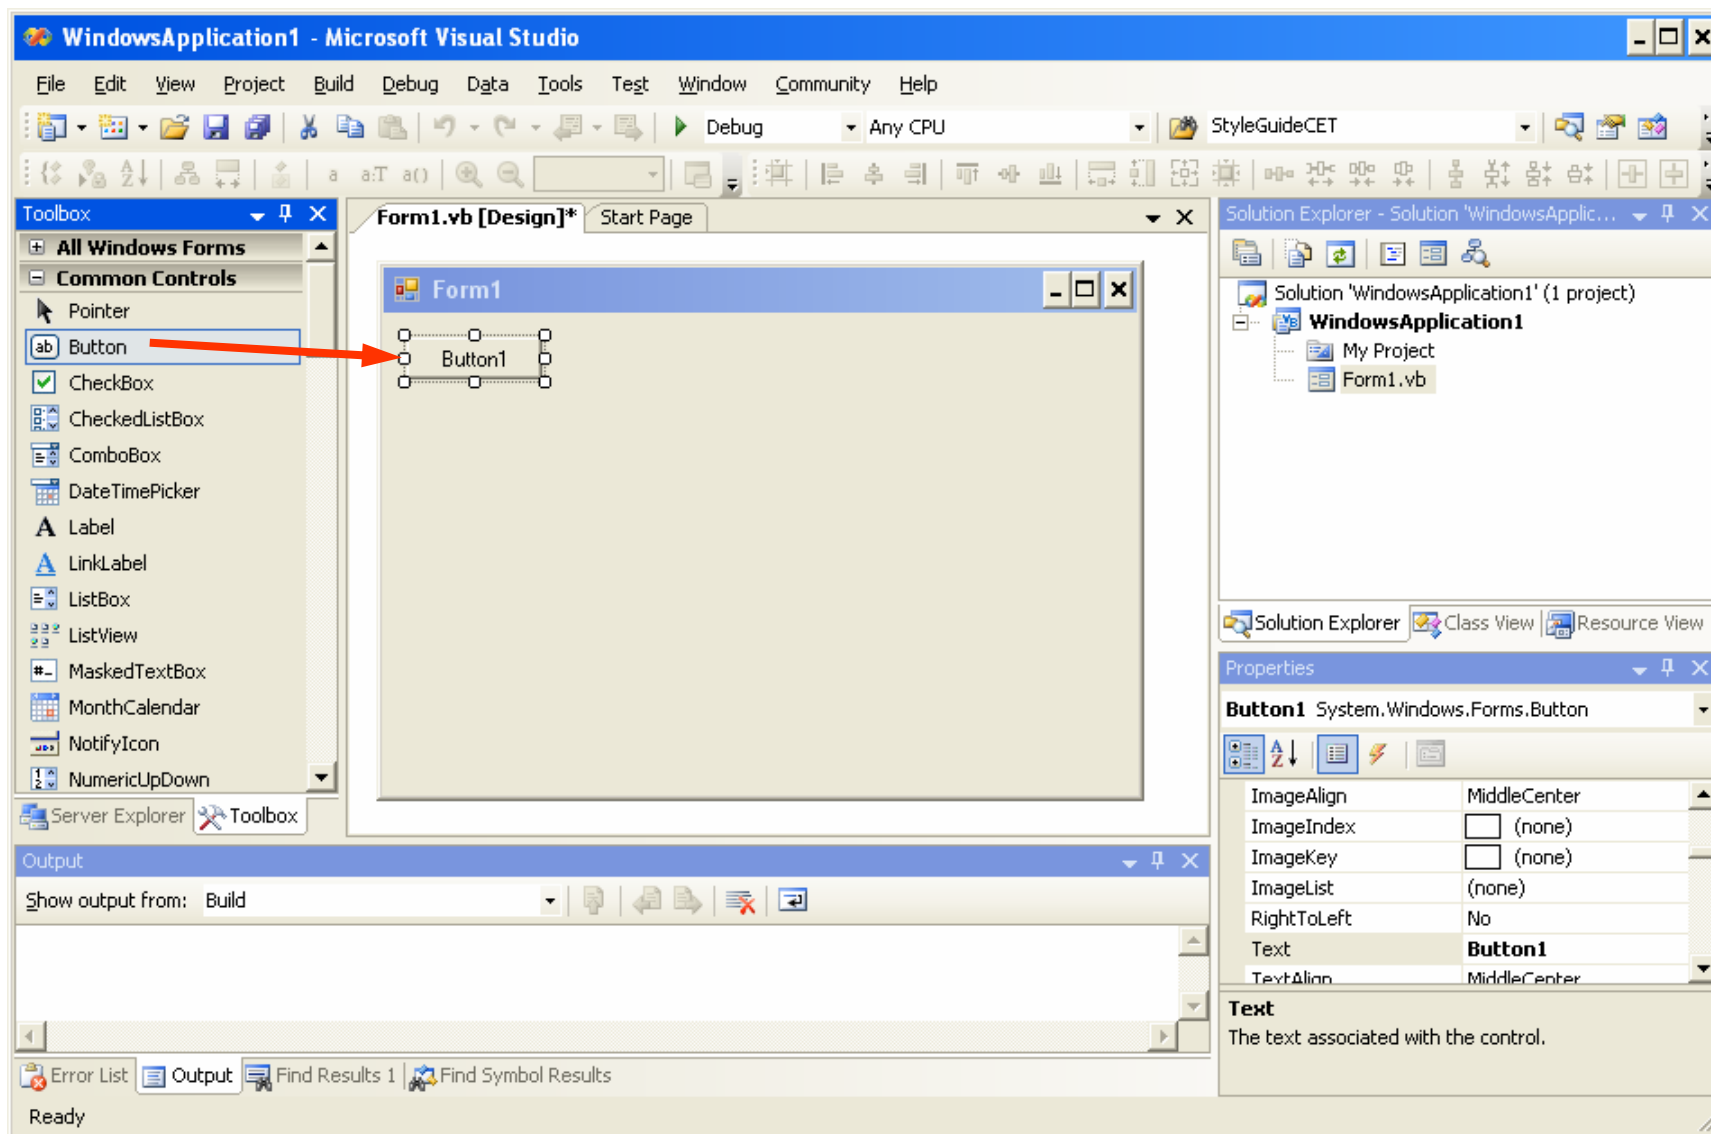 WindowsApplication1 - Microsoft Visual Studio
File Edit View Project Build Debug Data Tools Test Window Community Help
Debug Any CPU StyleGuideCET
a a:T a()
Toolbox
All Windows Forms
Common Controls
Pointer
Button
CheckBox
CheckedListBox
ComboBox
DateTimePicker
Label
LinkLabel
ListBox
ListView
MaskedTextBox
MonthCalendar
NotifyIcon
NumericUpDown
Server Explorer Toolbox
Form1.vb [Design]* Start Page
Form1
Button1
Solution Explorer - Solution 'WindowsApplic...
Solution 'WindowsApplication1' (1 project)
WindowsApplication1
My Project
Form1.vb
Solution Explorer Class View Resource View
Properties
Button1 System.Windows.Forms.Button
ImageAlign MiddleCenter
ImageIndex (none)
ImageKey (none)
ImageList (none)
RightToLeft No
Text Button1
TextAlign MiddleCenter
Text
The text associated with the control.
Output
Show output from: Build
Error List Output Find Results 1 Find Symbol Results
Ready